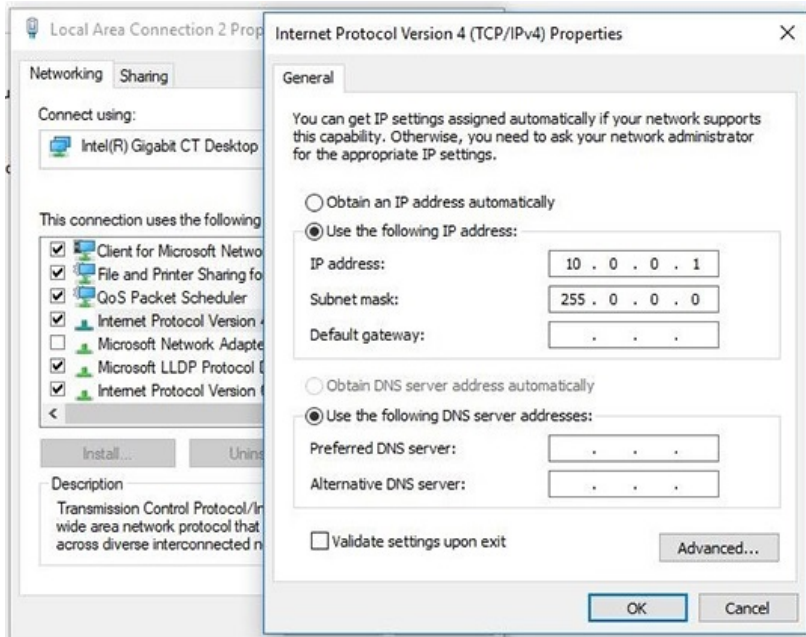 Local Area Connection 2 Prop
Networking
Sharing
Connect using:
Intel(R) Gigabit CT Desktop
This connection uses the following
Client for Microsoft Netwo
File and Printer Sharing fo
QoS Packet Scheduler
Internet Protocol Version 4
Microsoft Network Adapte
Microsoft LLDP Protocol D
Internet Protocol Version 6
Install...
Unins
Description
Transmission Control Protocol/In
wide area network protocol that
across diverse interconnected n
Internet Protocol Version 4 (TCP/IPv4) Properties
General
You can get IP settings assigned automatically if your network supports
this capability. Otherwise, you need to ask your network administrator
for the appropriate IP settings.
Obtain an IP address automatically
Use the following IP address:
IP address: 10 . 0 . 0 . 1
Subnet mask: 255 . 0 . 0 . 0
Default gateway: . . .
Obtain DNS server address automatically
Use the following DNS server addresses:
Preferred DNS server: . . .
Alternative DNS server: . . .
Validate settings upon exit
Advanced...
OK
Cancel